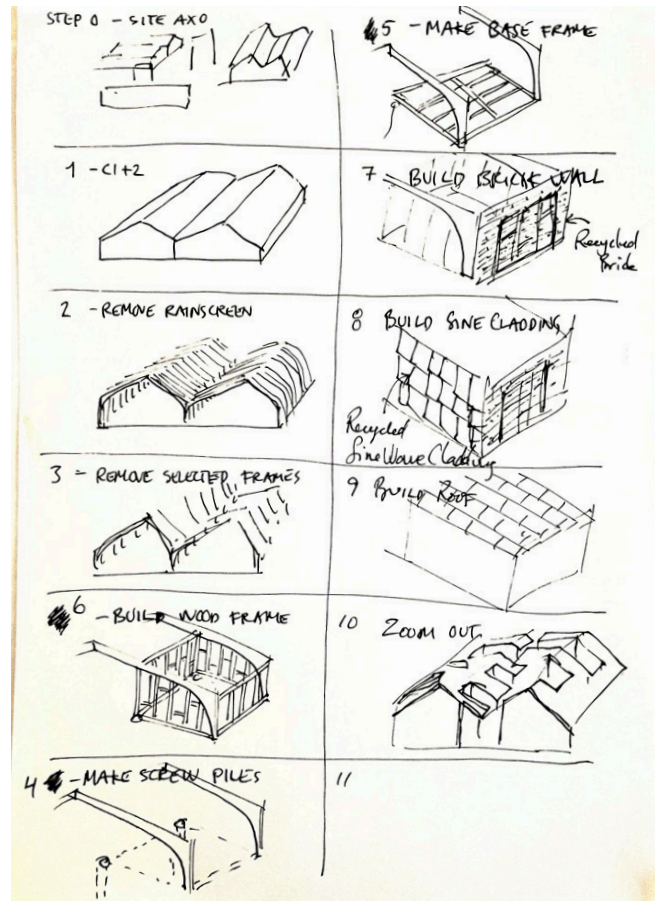 STEP 0 - SITE AXO
1 - C1+2
2 - REMOVE RAINSCREEN
3 - REMOVE SELECTED FRAMES
6 - BUILD WOOD FRAME
4 - MAKE SCREW PILES
5 - MAKE BASE FRAME
7 BUILD BRICK WALL
Recycled
Brick
8 BUILD SINE CLADDING
Recycled
Sine Wave Cladding
9 BUILD ROOF
10 ZOOM OUT
11